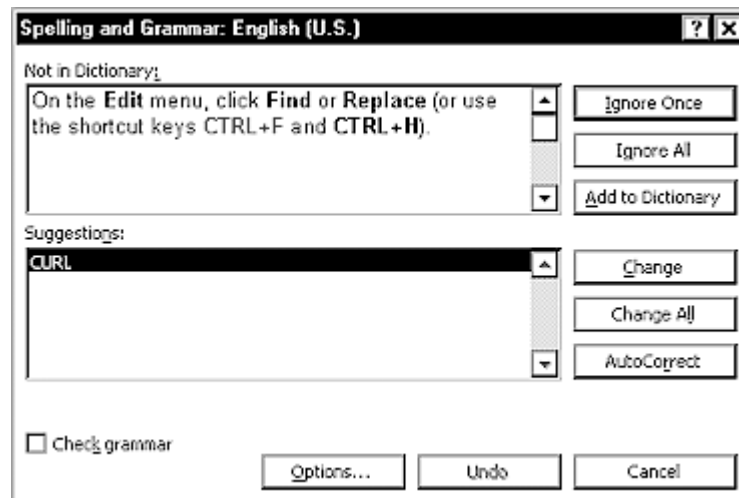 Spelling and Grammar: English (U.S.)
Not in Dictionary:
On the Edit menu, click Find or Replace (or use
the shortcut keys CTRL+F and CTRL+H).
Ignore Once
Ignore All
Add to Dictionary
Suggestions:
CURL
Change
Change All
AutoCorrect
Check grammar
Options...
Undo
Cancel